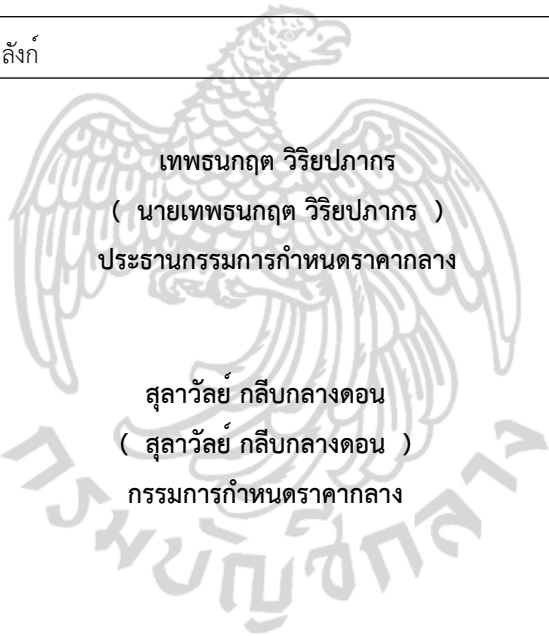 ลังก์
เทพธนกฤต วิริยปภากร
( นายเทพธนกฤต วิริยปภากร )
ประธานกรรมการกำหนดราคากลาง
สุลาวัลย์ กลีบกลางดอน
( สุลาวัลย์ กลีบกลางดอน )
กรรมการกำหนดราคากลาง
กรมบัญชีกลาง